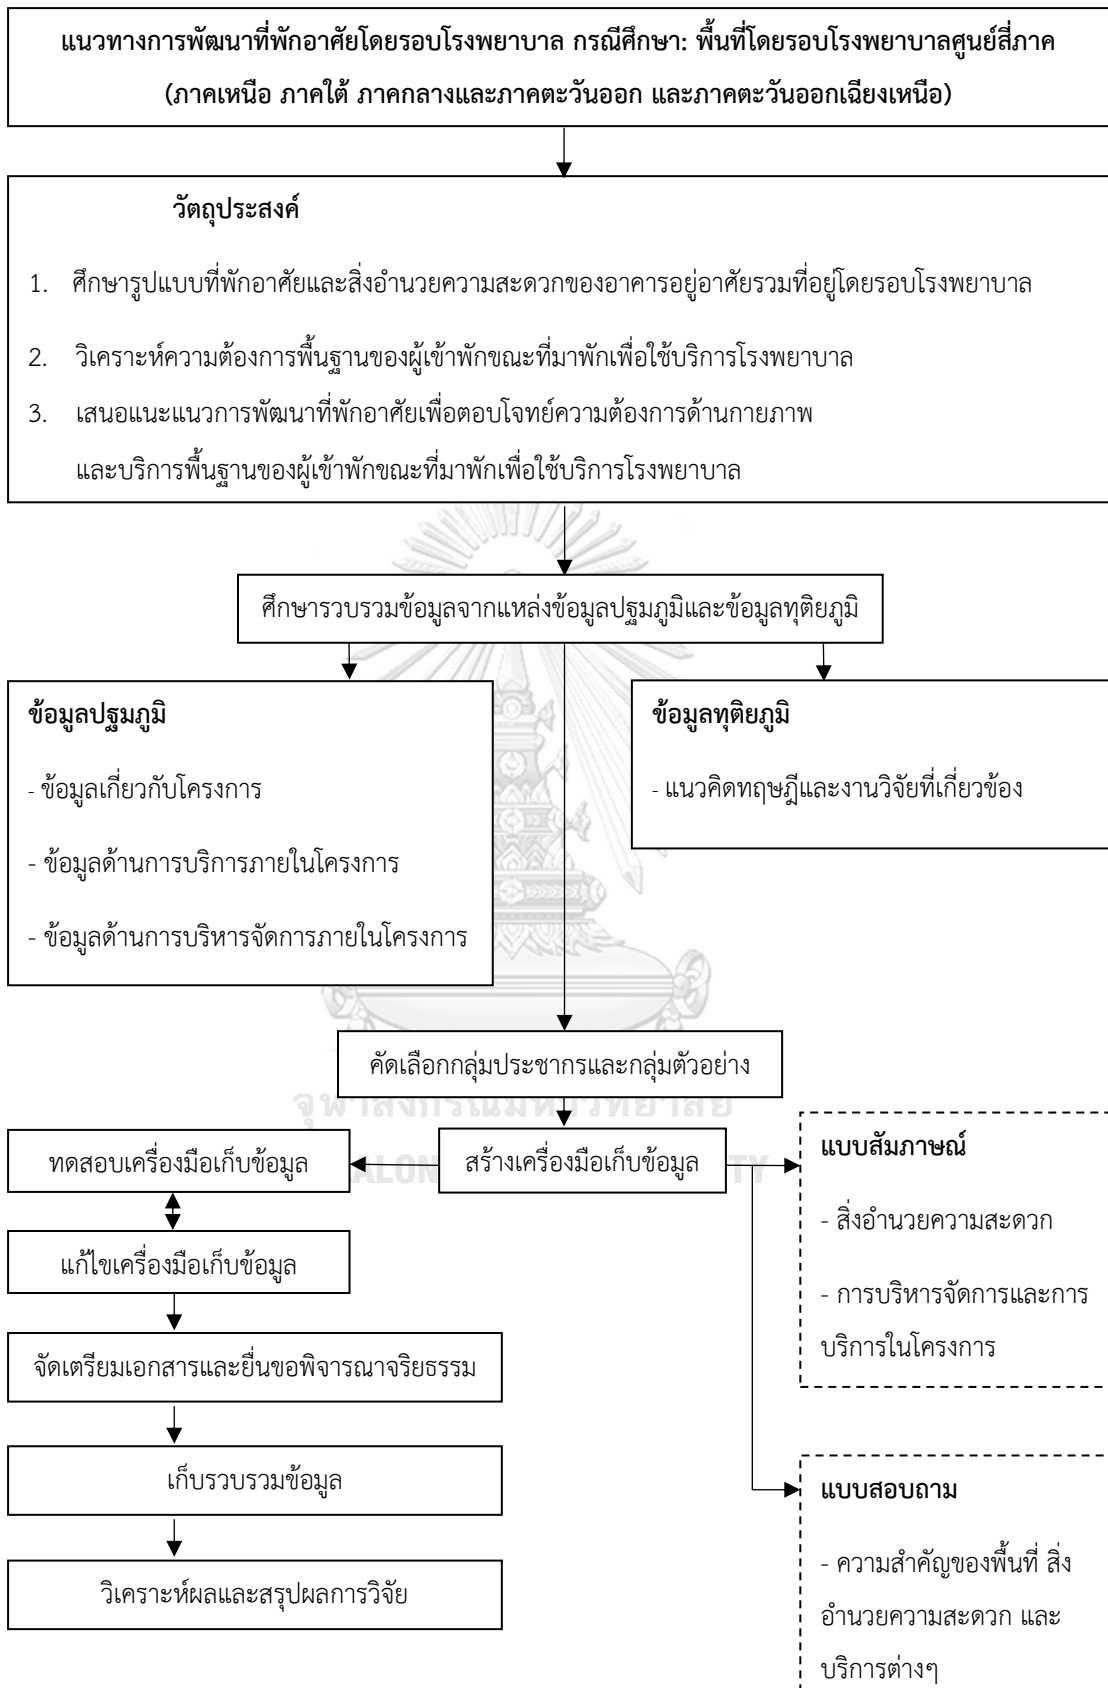 แนวทางการพัฒนาที่พักอาศัยโดยรอบโรงพยาบาล กรณีศึกษา: พื้นที่โดยรอบโรงพยาบาลศูนย์สี่ภาค
(ภาคเหนือ ภาคใต้ ภาคกลางและภาคตะวันออก และภาคตะวันออกเฉียงเหนือ)
วัตถุประสงค์
1. ศึกษารูปแบบที่พักอาศัยและสิ่งอำนวยความสะดวกของอาคารอยู่อาศัยรวมที่อยู่โดยรอบโรงพยาบาล
2. วิเคราะห์ความต้องการพื้นฐานของผู้เข้าพักขณะที่มาพักเพื่อใช้บริการโรงพยาบาล
3. เสนอแนะแนวการพัฒนาที่พักอาศัยเพื่อตอบโจทย์ความต้องการด้านกายภาพ
และบริการพื้นฐานของผู้เข้าพักขณะที่มาพักเพื่อใช้บริการโรงพยาบาล
ศึกษารวบรวมข้อมูลจากแหล่งข้อมูลปฐมภูมิและข้อมูลทุติยภูมิ
ข้อมูลปฐมภูมิ
- ข้อมูลเกี่ยวกับโครงการ
- ข้อมูลด้านการบริการภายในโครงการ
- ข้อมูลด้านการบริหารจัดการภายในโครงการ
ข้อมูลทุติยภูมิ
- แนวคิดทฤษฎีและงานวิจัยที่เกี่ยวข้อง
คัดเลือกกลุ่มประชากรและกลุ่มตัวอย่าง
จุฬาลงกรณ์มหาวิทยาลัย
สร้างเครื่องมือเก็บข้อมูล
ทดสอบเครื่องมือเก็บข้อมูล
แก้ไขเครื่องมือเก็บข้อมูล
จัดเตรียมเอกสารและยื่นขอพิจารณาจริยธรรม
เก็บรวบรวมข้อมูล
วิเคราะห์ผลและสรุปผลการวิจัย
แบบสัมภาษณ์
- สิ่งอำนวยความสะดวก
- การบริหารจัดการและการ
บริการในโครงการ
แบบสอบถาม
- ความสำคัญของพื้นที่ สิ่ง
อำนวยความสะดวก และ
บริการต่างๆ